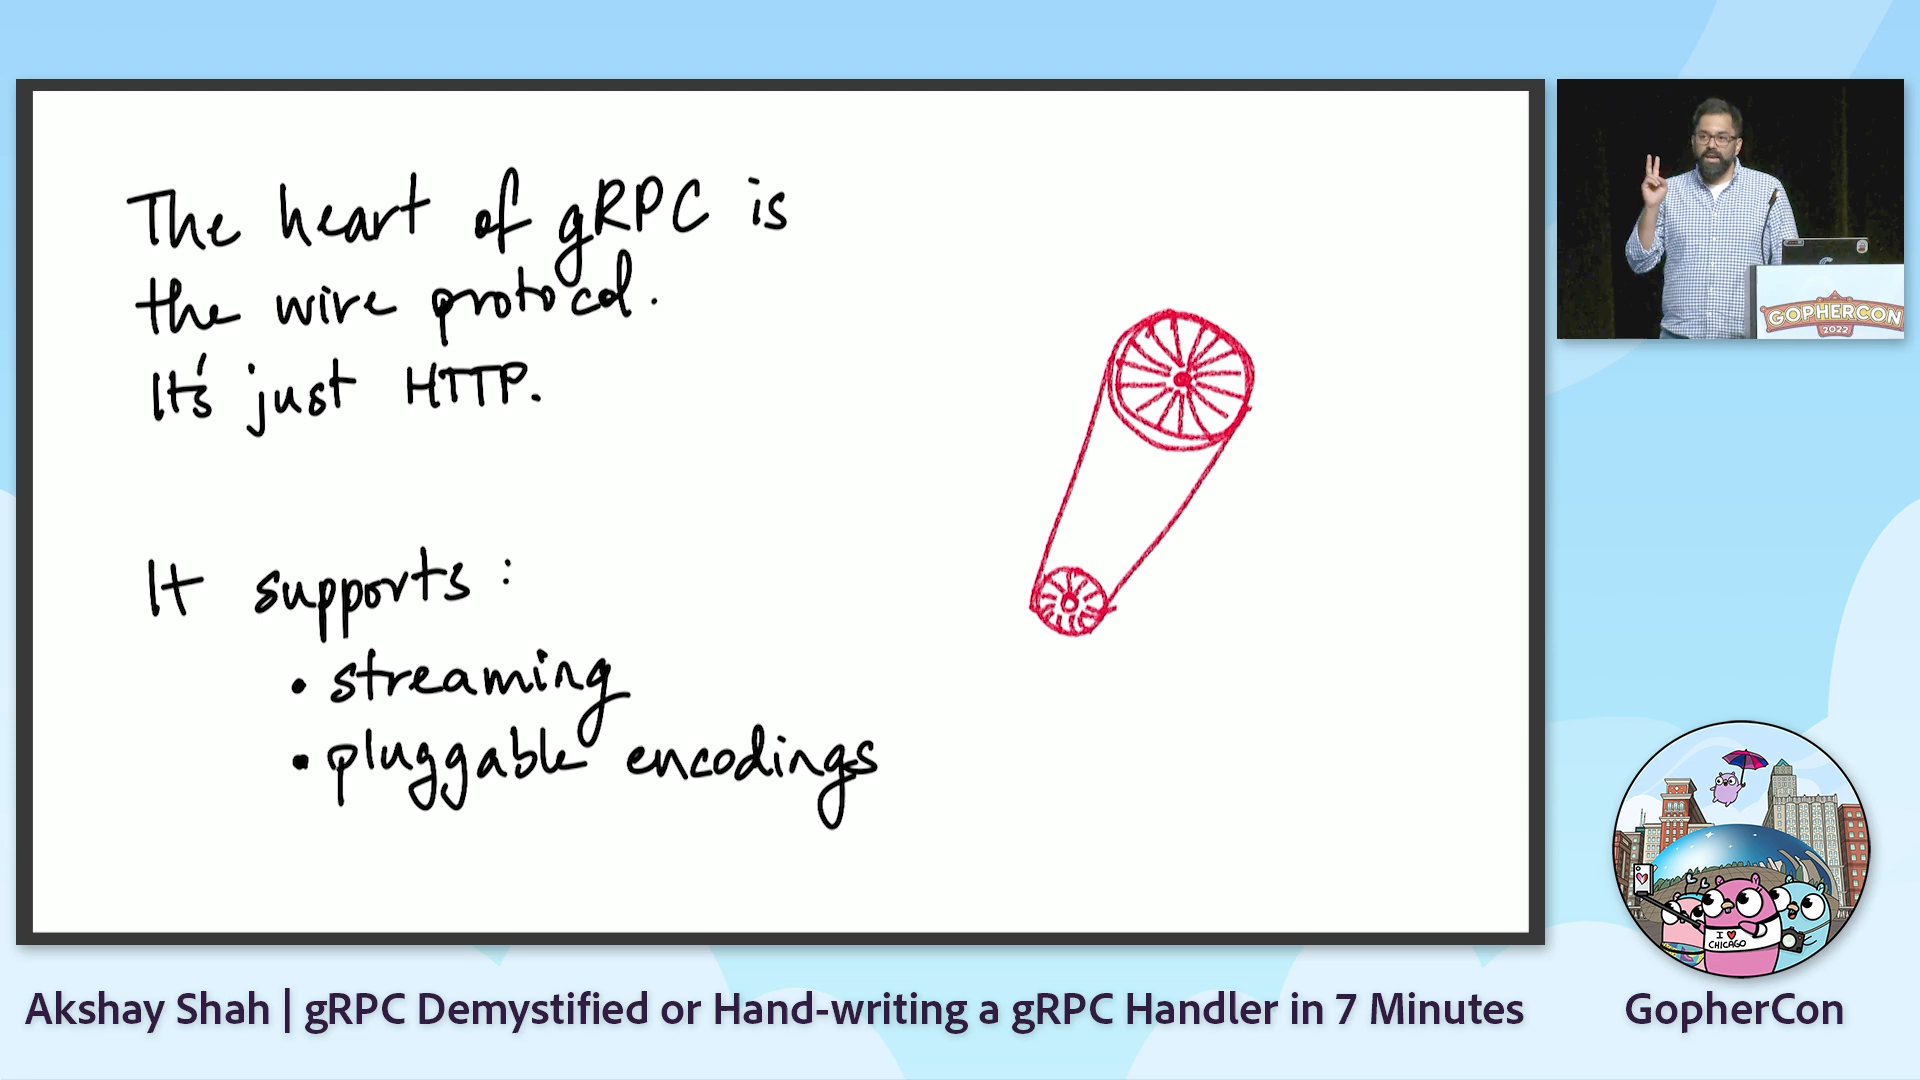 The heart of gRPC is
the wire protocol.
It's just HTTP.
It supports:
• streaming
• pluggable encodings
GOPHERCON
2022
I ♥
CHICAGO
Akshay Shah | gRPC Demystified or Hand-writing a gRPC Handler in 7 Minutes
GopherCon